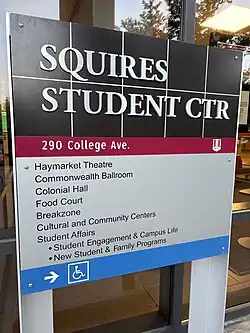 SQUIRES
STUDENT CTR
290 College Ave.
Haymarket Theatre
Commonwealth Ballroom
Colonial Hall
Food Court
Breakzone
Cultural and Community Centers
Student Affairs
• Student Engagement & Campus Life
• New Student & Family Programs